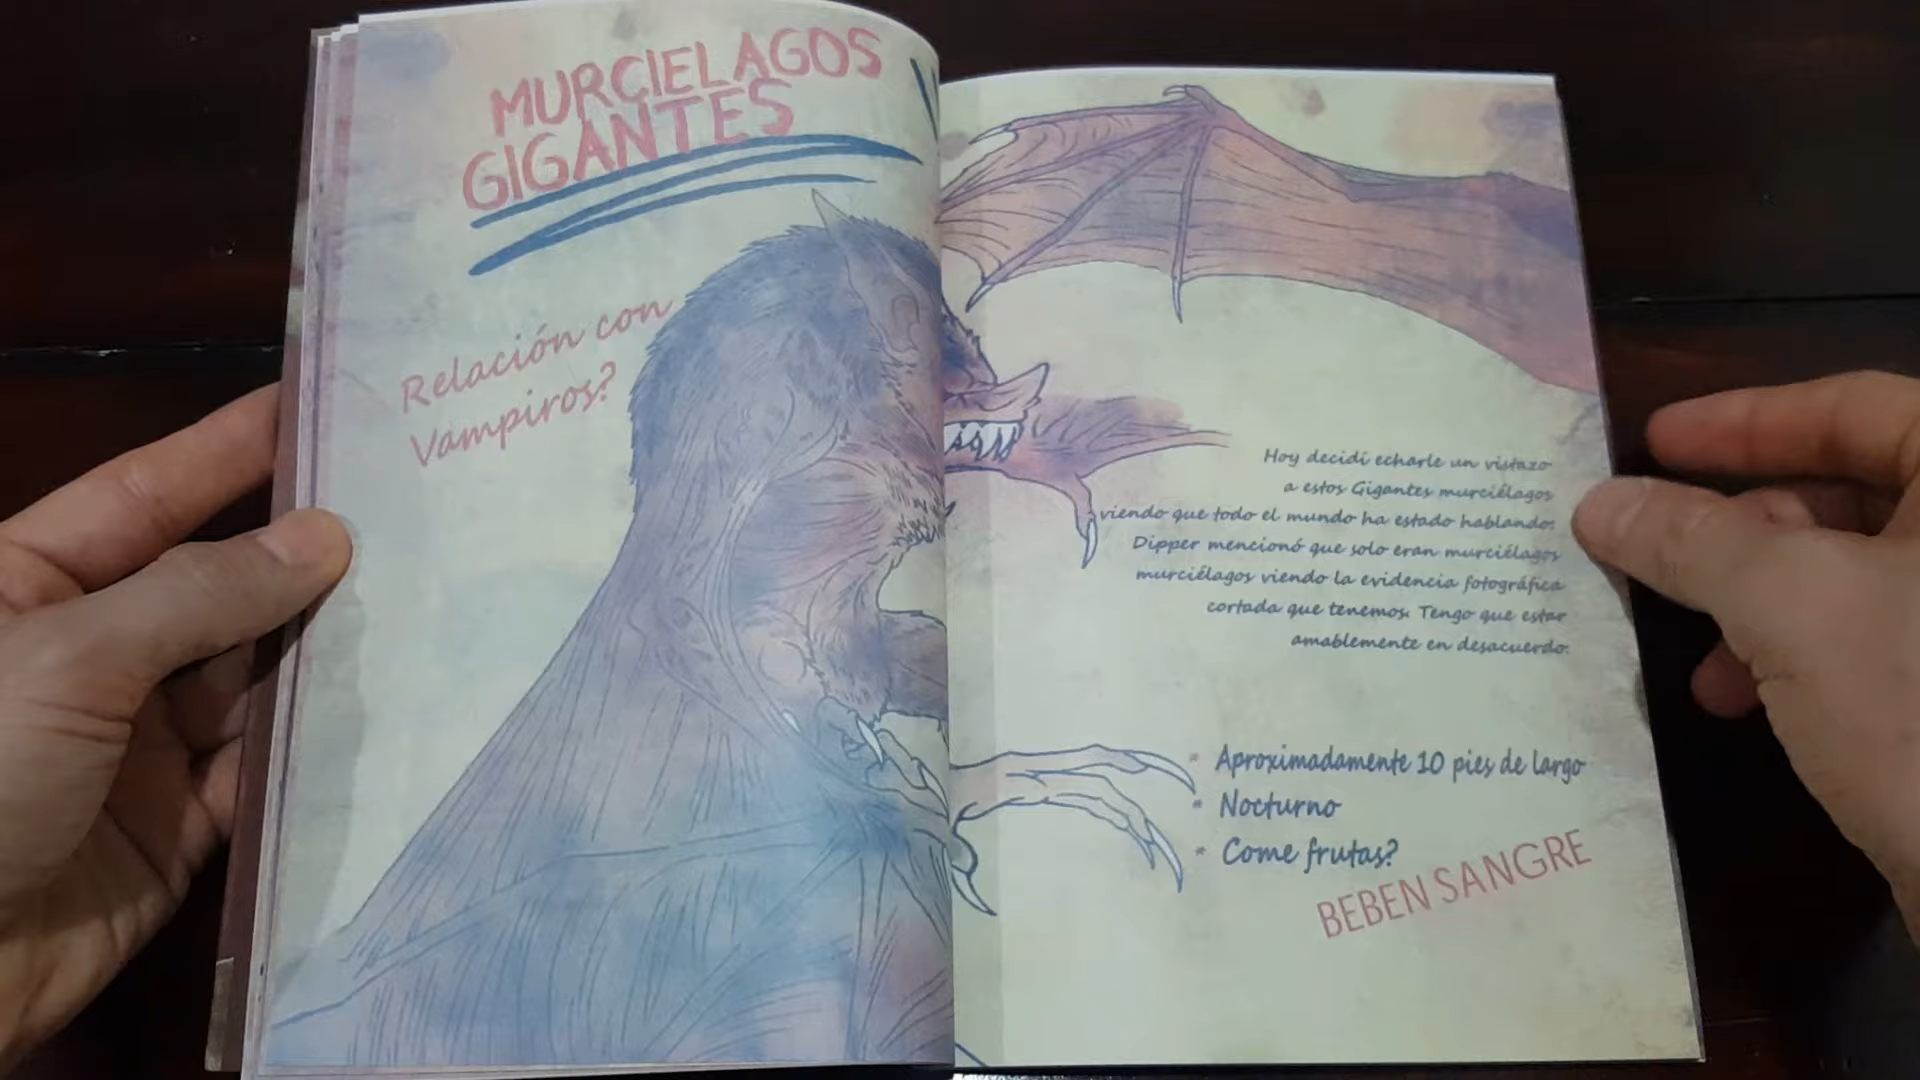 MURCIELAGOS
GIGANTES
Relación con
Vampiros?
Hoy decidí echarle un vistazo
a estos Gigantes murciélagos
viendo que todo el mundo ha estado hablando.
Dipper mencionó que solo eran murciélagos
murciélagos viendo la evidencia fotográfica
cortada que tenemos. Tengo que estar
amablemente en desacuerdo.
* Aproximadamente 10 pies de largo
* Nocturno
* Come frutas?
BEBEN SANGRE